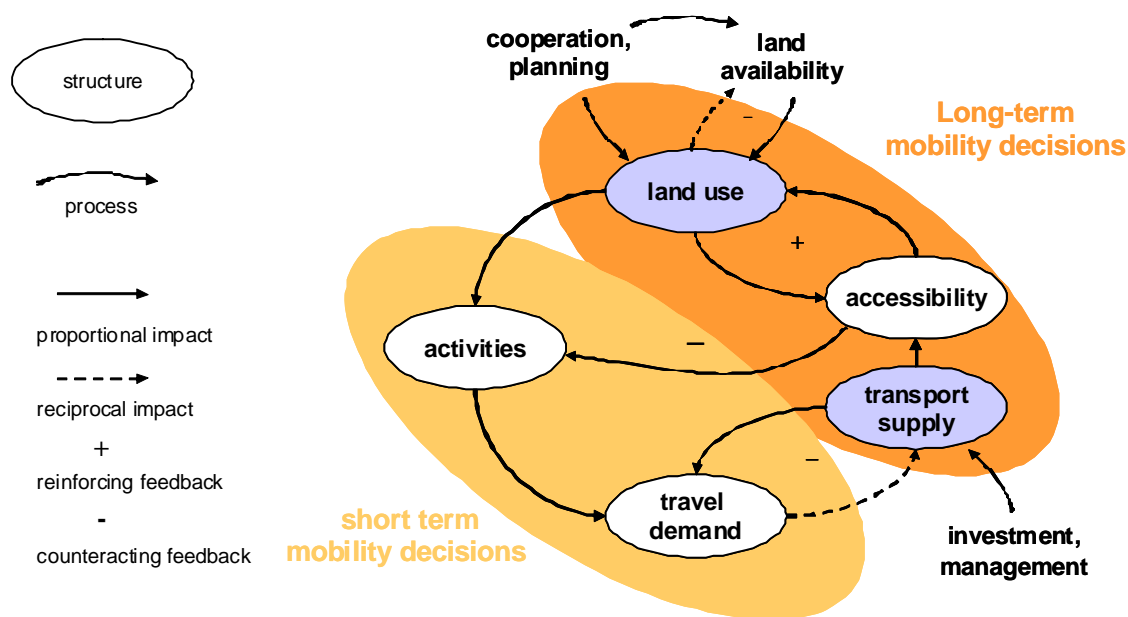 structure
process
proportional impact
reciprocal impact
+
reinforcing feedback
-
counteracting feedback
cooperation,
planning
land
availability
Long-term
mobility decisions
-
land use
+
accessibility
activities
-
transport
supply
-
travel
demand
short term
mobility decisions
investment,
management